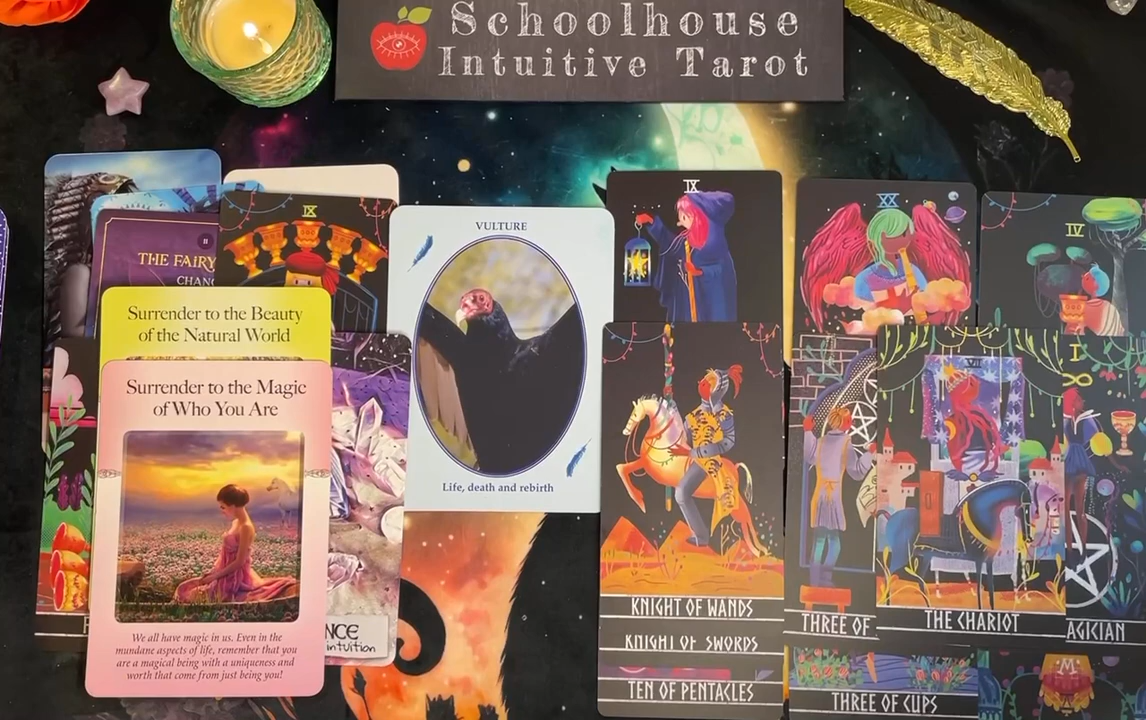 Schoolhouse
Intuitive Tarot
VULTURE
IX
XX
IX
IV
THE FAIRY
CHANG
Surrender to the Beauty
of the Natural World
VII
I
Surrender to the Magic
of Who You Are
Life, death and rebirth
KNIGHT OF WANDS
THREE OF
THE CHARIOT
AGICIAN
NCE
intuition
KNIGHT OF SWORDS
We all have magic in us. Even in the
mundane aspects of life, remember that you
are a magical being with a uniqueness and
worth that come from just being you!
TEN OF PENTACLES
THREE OF CUPS